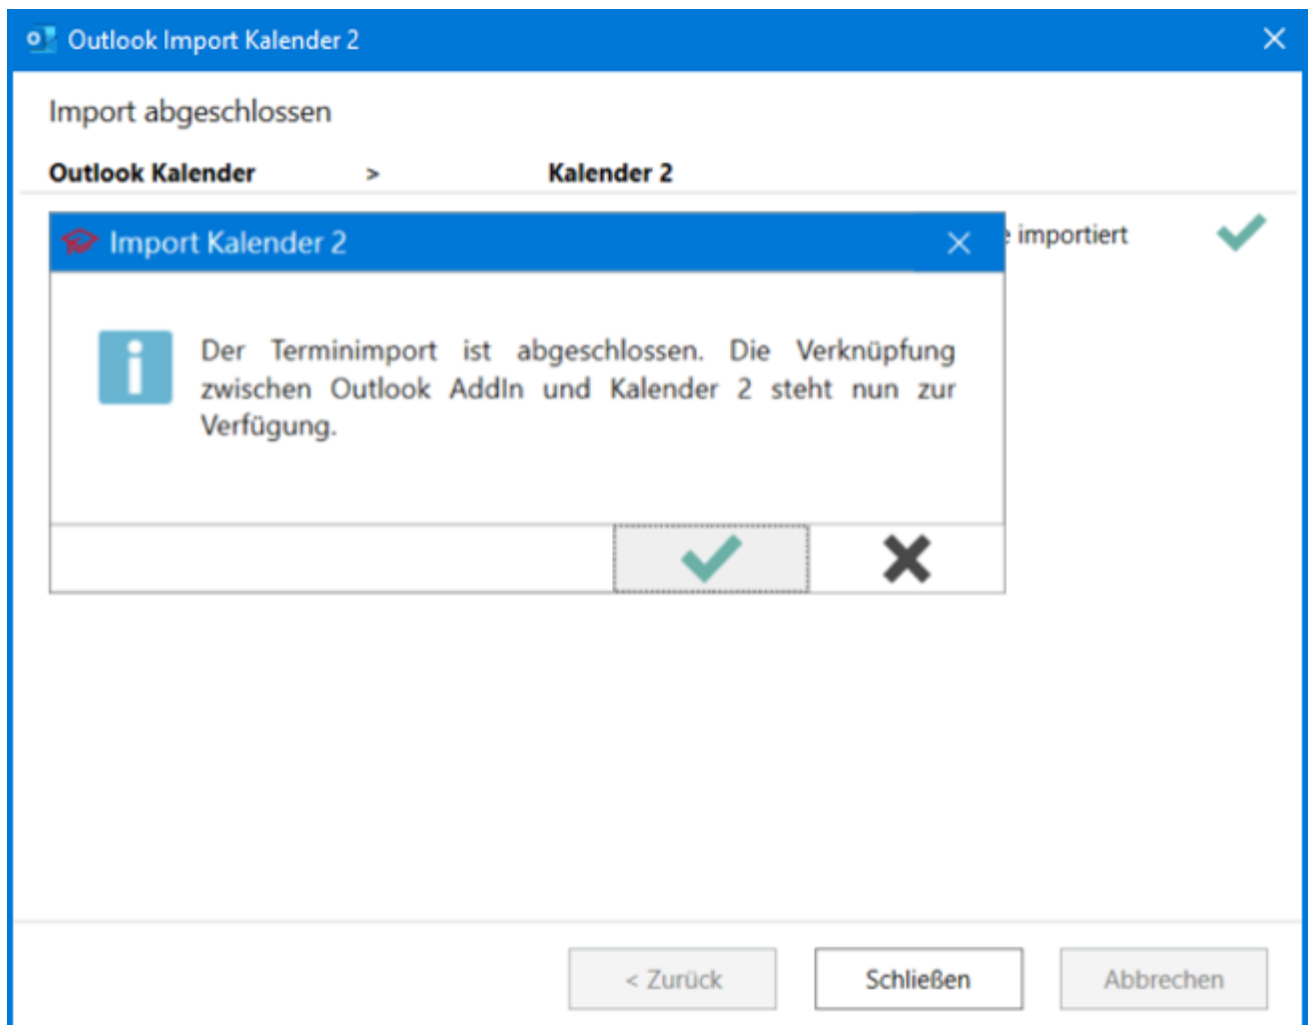 Outlook Import Kalender 2
Import abgeschlossen
Outlook Kalender > Kalender 2
importiert
Import Kalender 2
Der Terminimport ist abgeschlossen. Die Verknüpfung
zwischen Outlook AddIn und Kalender 2 steht nun zur
Verfügung.
< Zurück Schließen Abbrechen